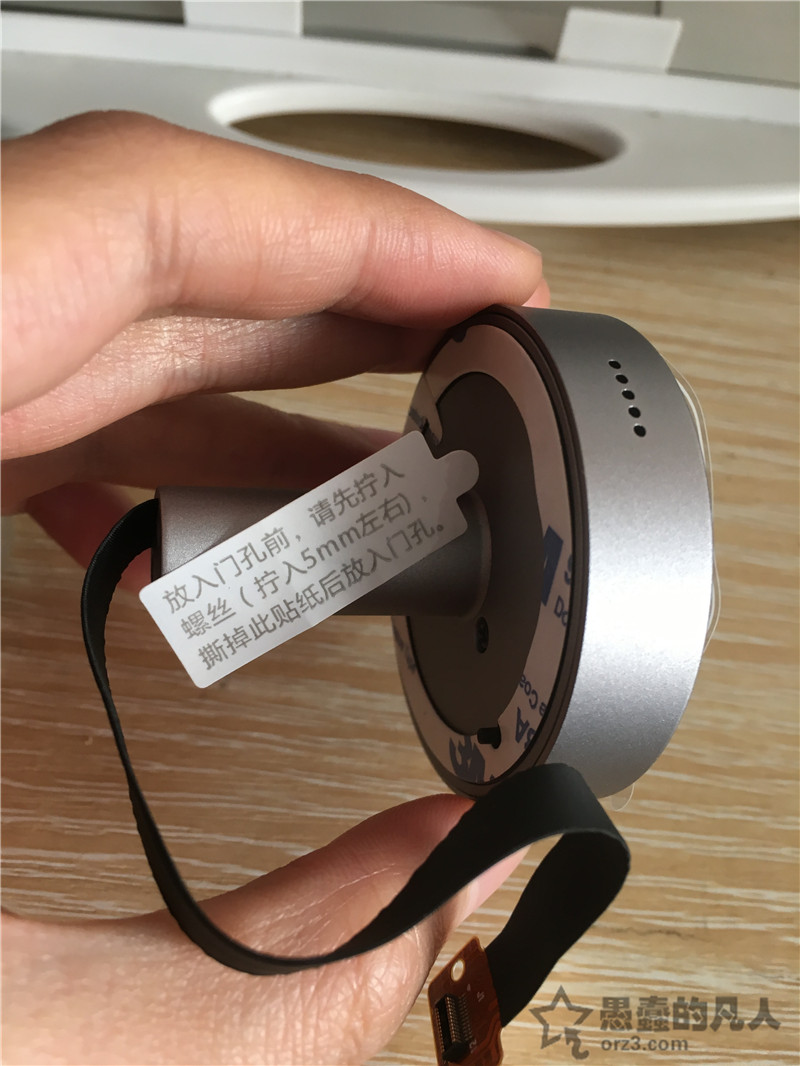 放入门孔前，请先拧入
螺丝（拧入5mm左右），
撕掉此贴纸后放入门孔。
愚蠢的凡人
orz3.com